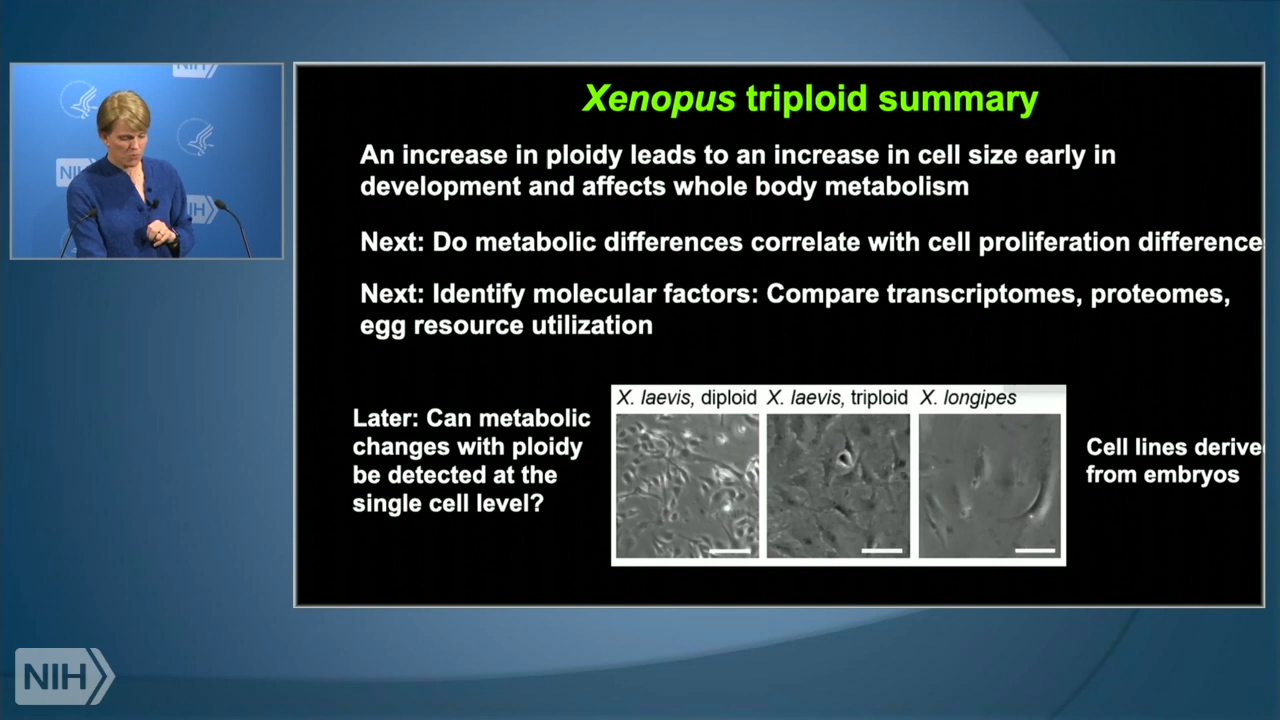 NIH
NIH
NIH
Xenopus triploid summary
An increase in ploidy leads to an increase in cell size early in
development and affects whole body metabolism
Next: Do metabolic differences correlate with cell proliferation difference
Next: Identify molecular factors: Compare transcriptomes, proteomes,
egg resource utilization
Later: Can metabolic
changes with ploidy
be detected at the
single cell level?
X. laevis, diploid
X. laevis, triploid
X. longipes
Cell lines derive
from embryos
NIH